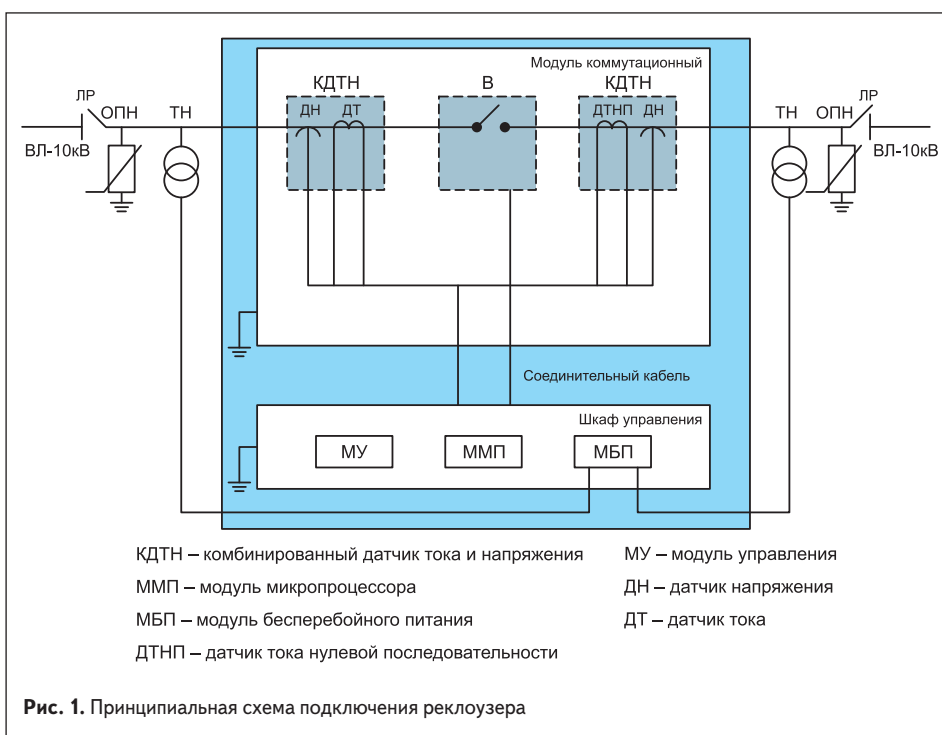 Модуль коммутационный
КДТН
В
КДТН
ДН
ДТ
ДТНП
ДН
ЛР
ОПН
ТН
ТН
ОПН
ЛР
ВЛ-10кВ
ВЛ-10кВ
Соединительный кабель
Шкаф управления
МУ
ММП
МБП
КДТН – комбинированный датчик тока и напряжения
ММП – модуль микропроцессора
МБП – модуль бесперебойного питания
ДТНП – датчик тока нулевой последовательности
МУ – модуль управления
ДН – датчик напряжения
ДТ – датчик тока
Рис. 1. Принципиальная схема подключения реклоузера